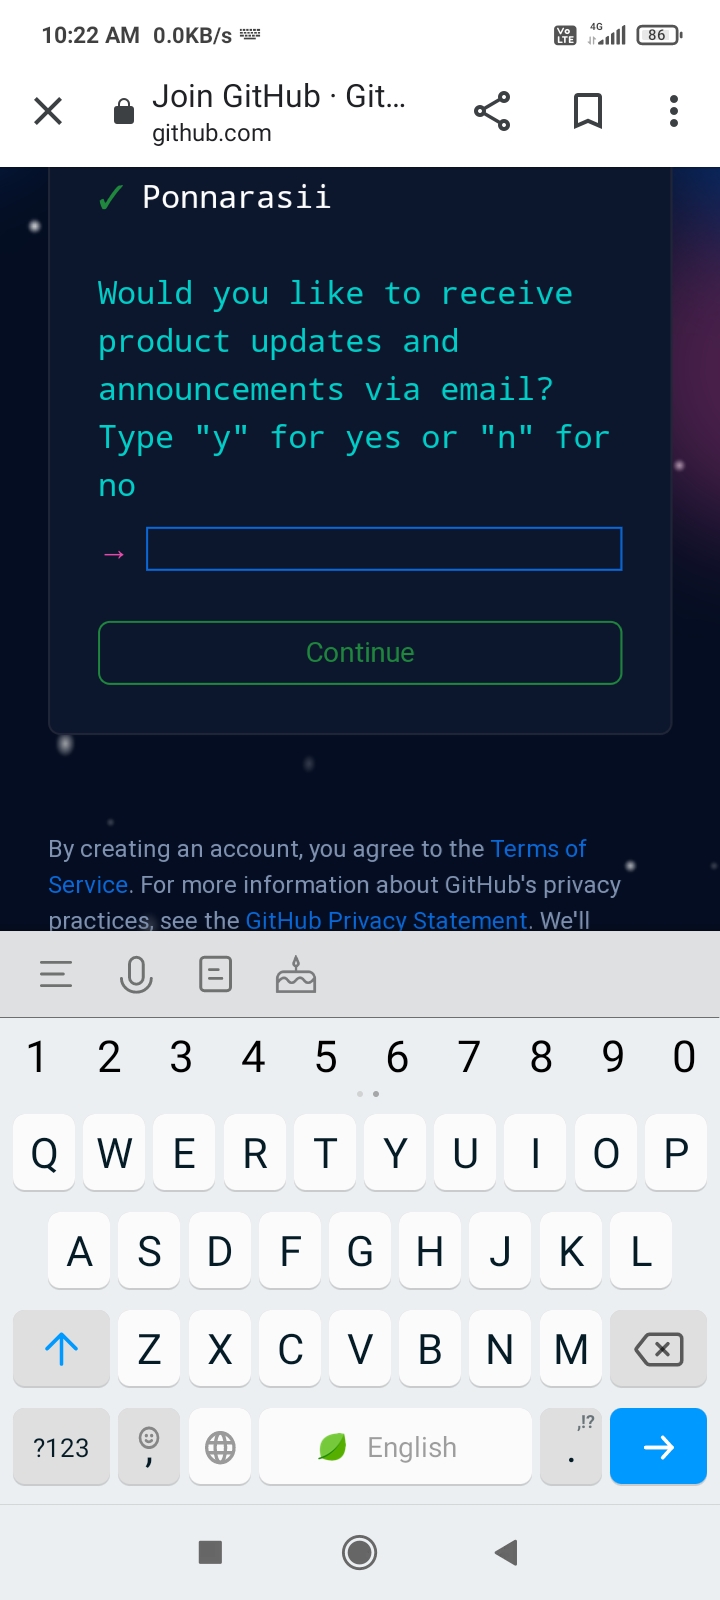 10:22 AM 0.0KB/s Vo LTE 4G 86
Join GitHub · Git...
github.com
✓ Ponnarasii
Would you like to receive
product updates and
announcements via email?
Type "y" for yes or "n" for
no
→
Continue
By creating an account, you agree to the Terms of
Service. For more information about GitHub's privacy
practices, see the GitHub Privacy Statement. We'll
1 2 3 4 5 6 7 8 9 0
Q W E R T Y U I O P
A S D F G H J K L
Z X C V B N M
?123 , English . ,!?